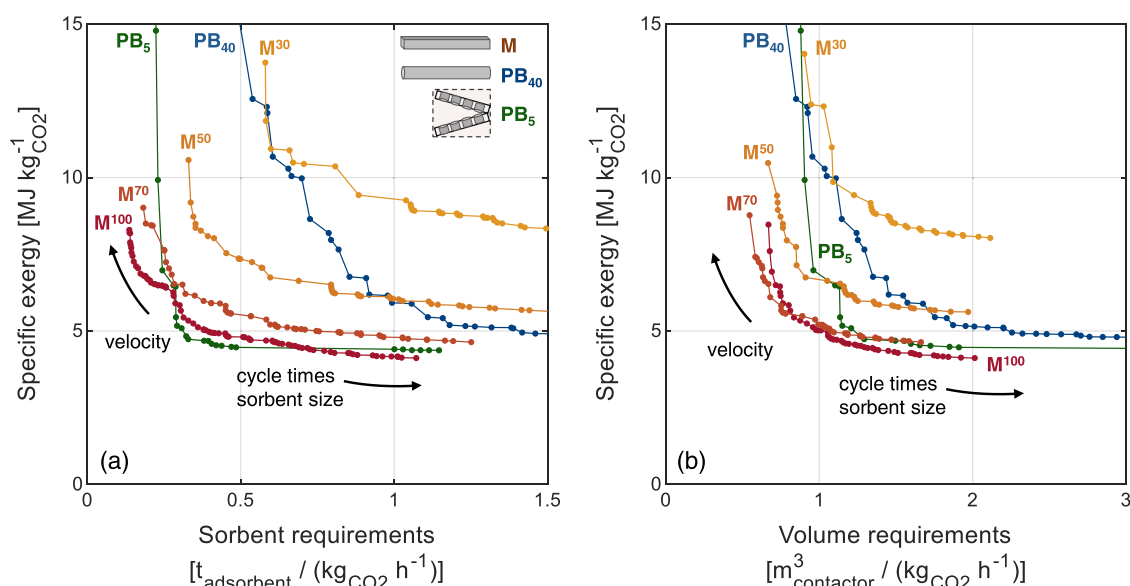 15
10
5
0
Specific exergy [MJ kg⁻¹CO2]
PB5
PB40
M³⁰
M
PB40
PB5
M⁵⁰
M⁷⁰
M¹⁰⁰
velocity
cycle times
sorbent size
(a)
0 0.5 1 1.5
Sorbent requirements
[t adsorbent / (kgCO2 h⁻¹)]
15
10
5
0
Specific exergy [MJ kg⁻¹CO2]
PB40
M³⁰
M⁵⁰
M⁷⁰
PB5
velocity
M¹⁰⁰
cycle times
sorbent size
(b)
0 1 2 3
Volume requirements
[m³contactor / (kgCO2 h⁻¹)]